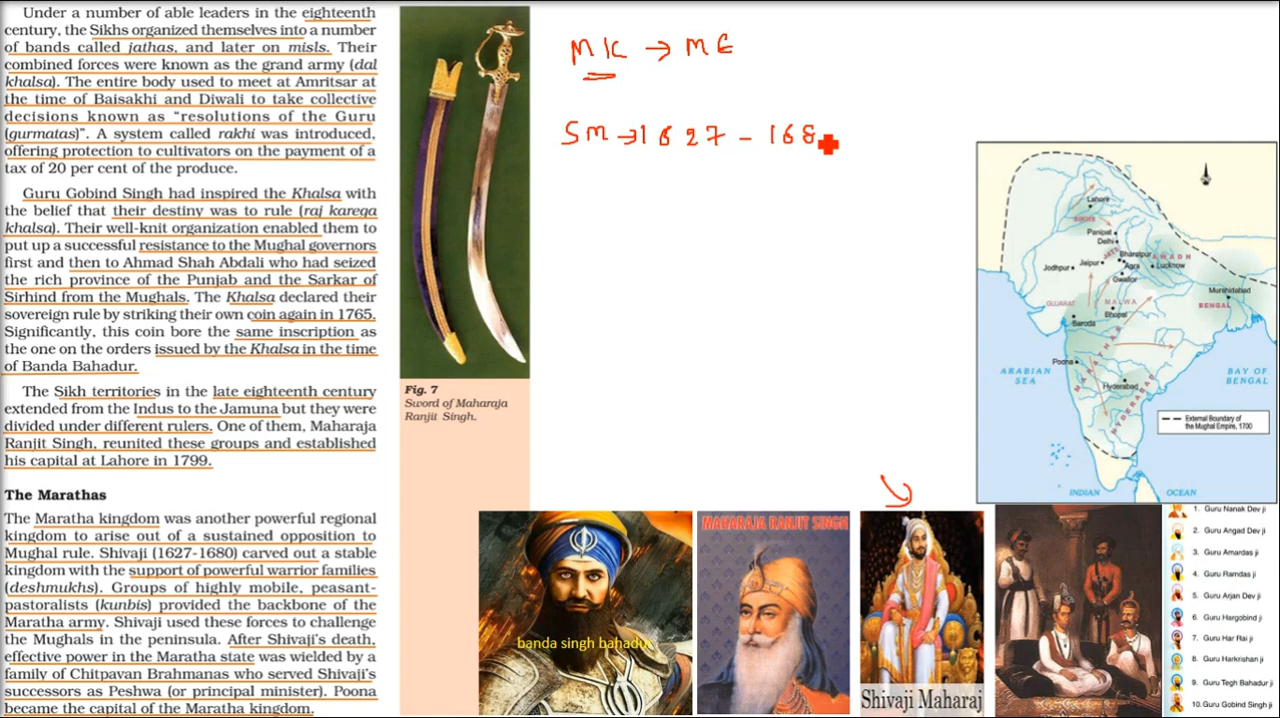 Under a number of able leaders in the eighteenth
century, the Sikhs organized themselves into a number
of bands called jathas, and later on misls. Their
combined forces were known as the grand army (dal
khalsa). The entire body used to meet at Amritsar at
the time of Baisakhi and Diwali to take collective
decisions known as “resolutions of the Guru
(gurmatas)”. A system called rakhi was introduced,
offering protection to cultivators on the payment of a
tax of 20 per cent of the produce.
Guru Gobind Singh had inspired the Khalsa with
the belief that their destiny was to rule (raj karega
khalsa). Their well-knit organization enabled them to
put up a successful resistance to the Mughal governors
first and then to Ahmad Shah Abdali who had seized
the rich province of the Punjab and the Sarkar of
Sirhind from the Mughals. The Khalsa declared their
sovereign rule by striking their own coin again in 1765.
Significantly, this coin bore the same inscription as
the one on the orders issued by the Khalsa in the time
of Banda Bahadur.
The Sikh territories in the late eighteenth century
extended from the Indus to the Jamuna but they were
divided under different rulers. One of them, Maharaja
Ranjit Singh, reunited these groups and established
his capital at Lahore in 1799.
The Marathas
The Maratha kingdom was another powerful regional
kingdom to arise out of a sustained opposition to
Mughal rule. Shivaji (1627-1680) carved out a stable
kingdom with the support of powerful warrior families
(deshmukhs). Groups of highly mobile, peasant-
pastoralists (kunbis) provided the backbone of the
Maratha army. Shivaji used these forces to challenge
the Mughals in the peninsula. After Shivaji's death,
effective power in the Maratha state was wielded by a
family of Chitpavan Brahmanas who served Shivaji's
successors as Peshwa (or principal minister). Poona
became the capital of the Maratha kingdom.
Fig. 7
Sword of Maharaja
Ranjit Singh.
MK → ME
SM → 1627 - 168
Lahore
SIKHS
Panipat
Delhi
JATS
Bharatpur
AWADH
Jodhpur
Jaipur
Agra
Lucknow
Gwalior
Murshidabad
GUJARAT
MALWA
BENGAL
Bhopal
Baroda
Poona
MARATHAS
ARABIAN
SEA
BAY OF
BENGAL
Hyderabad
HYDERABAD
External Boundary of
the Mughal Empire, 1700
INDIAN
OCEAN
banda singh bahadur
MAHARAJA RANJIT SINGH
Shivaji Maharaj
1. Guru Nanak Dev ji
2. Guru Angad Dev ji
3. Guru Amardas ji
4. Guru Ramdas ji
5. Guru Arjan Dev ji
6. Guru Hargobind ji
7. Guru Har Rai ji
8. Guru Harkrishan ji
9. Guru Tegh Bahadur ji
10. Guru Gobind Singh ji